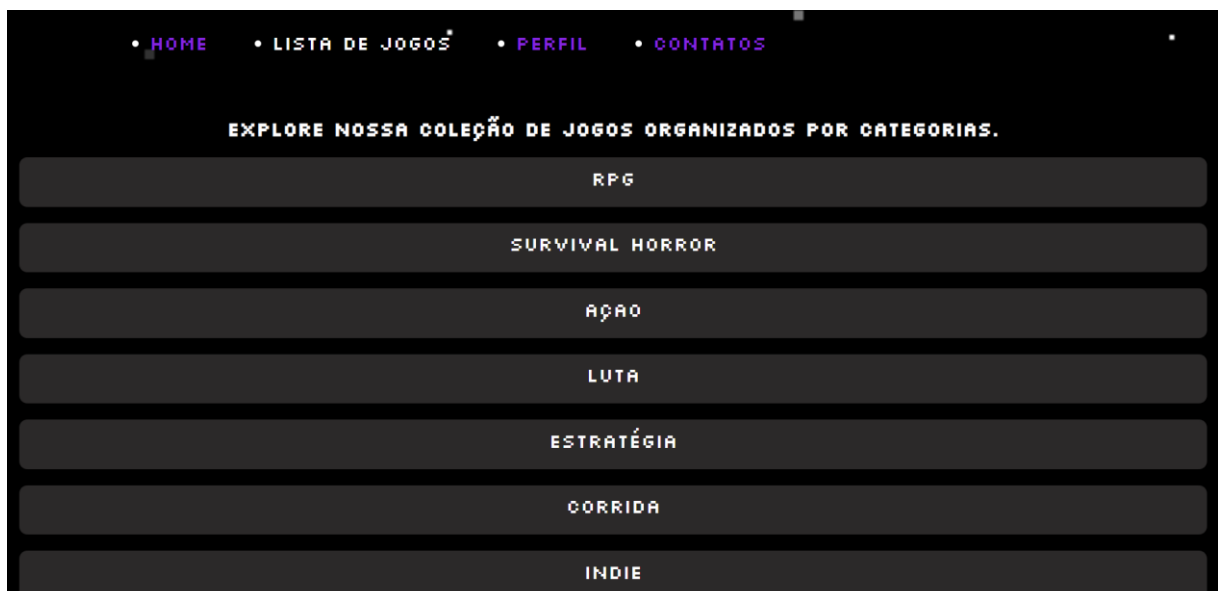 • HOME • LISTA DE JOGOS • PERFIL • CONTATOS
EXPLORE NOSSA COLEÇÃO DE JOGOS ORGANIZADOS POR CATEGORIAS.
RPG
SURVIVAL HORROR
AÇAO
LUTA
ESTRATÉGIA
CORRIDA
INDIE